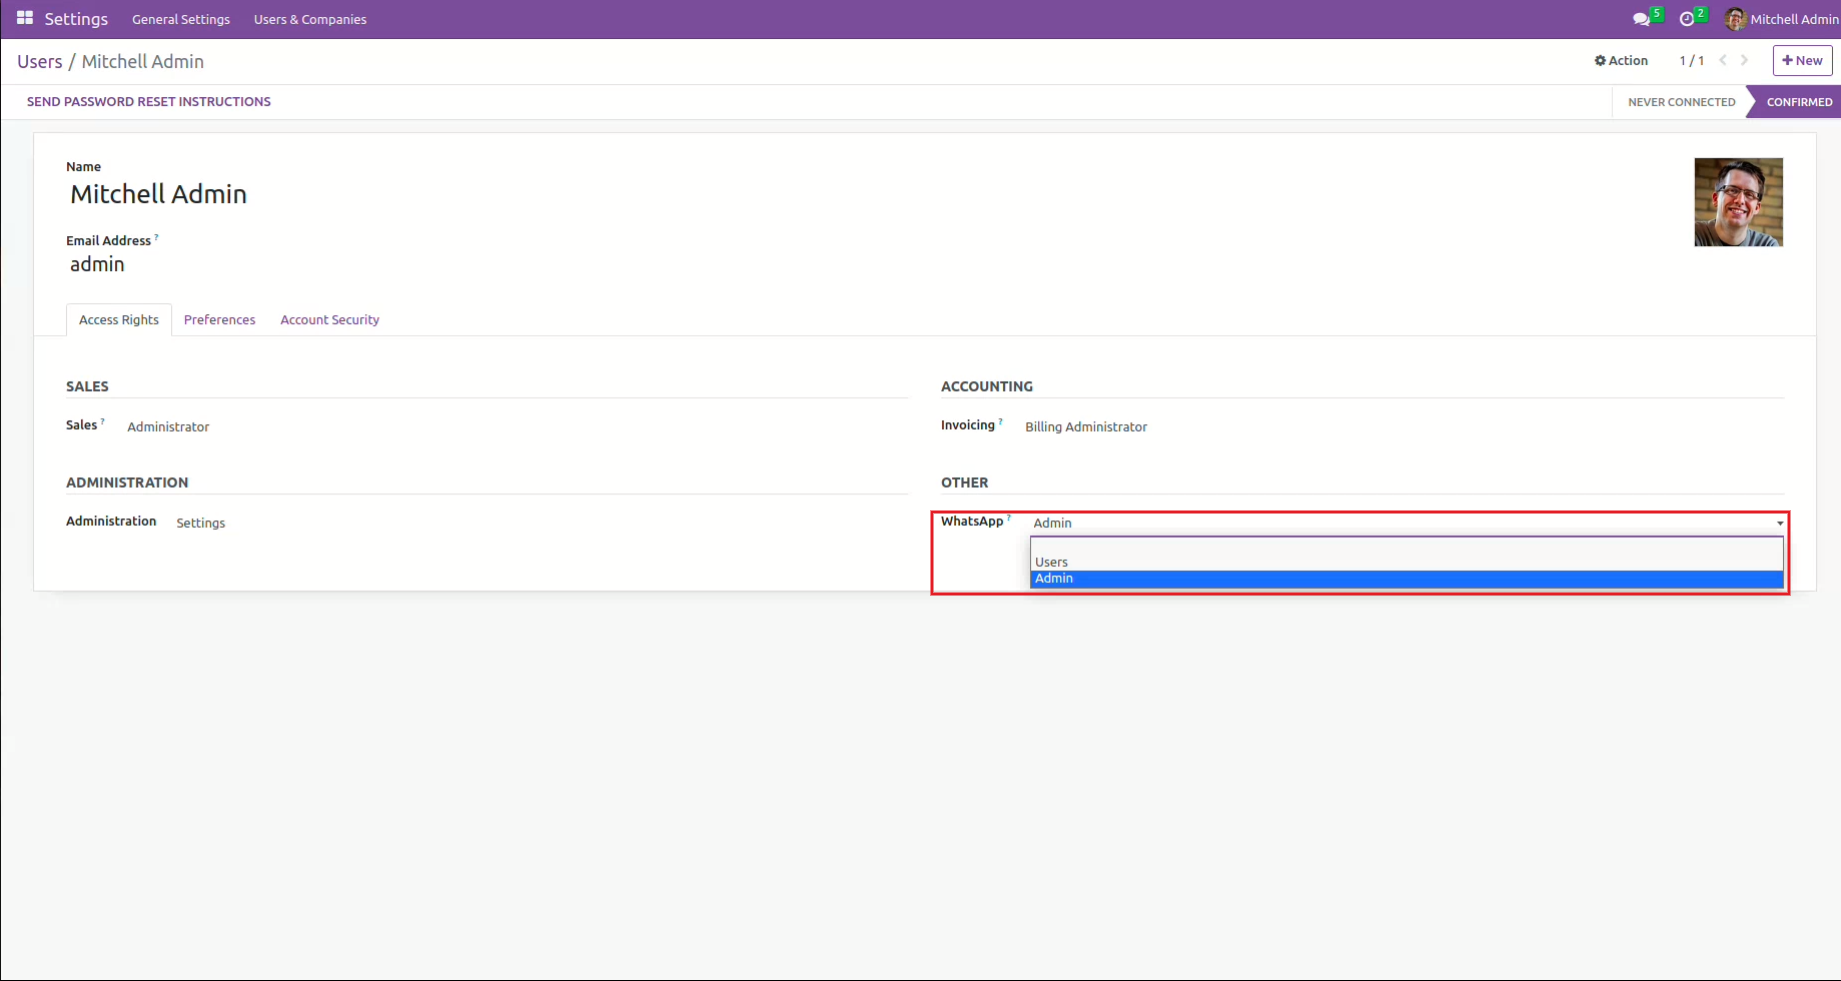 Settings General Settings Users & Companies 5 2 Mitchell Admin
Users / Mitchell Admin Action 1 / 1 New
SEND PASSWORD RESET INSTRUCTIONS NEVER CONNECTED CONFIRMED
Name
Mitchell Admin
Email Address ?
admin
Access Rights Preferences Account Security
SALES ACCOUNTING
Sales ? Administrator Invoicing ? Billing Administrator
ADMINISTRATION OTHER
Administration Settings WhatsApp ? Admin
Users
Admin